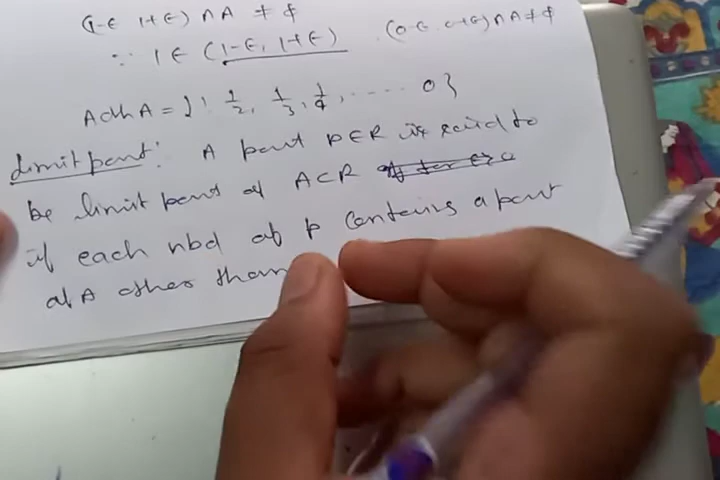 (1-ϵ 1+ϵ) ∩ A ≠ ϕ
∵ 1 ∈ (1-ϵ, 1+ϵ) (0-ϵ, 0+ϵ) ∩ A ≠ ϕ
Adh A = { 1, 1/2, 1/3, 1/4, ..... 0}
Limit point: A point p∈R is said to
be limit point of A⊂R
if each nbd of p contains a point
of A other than